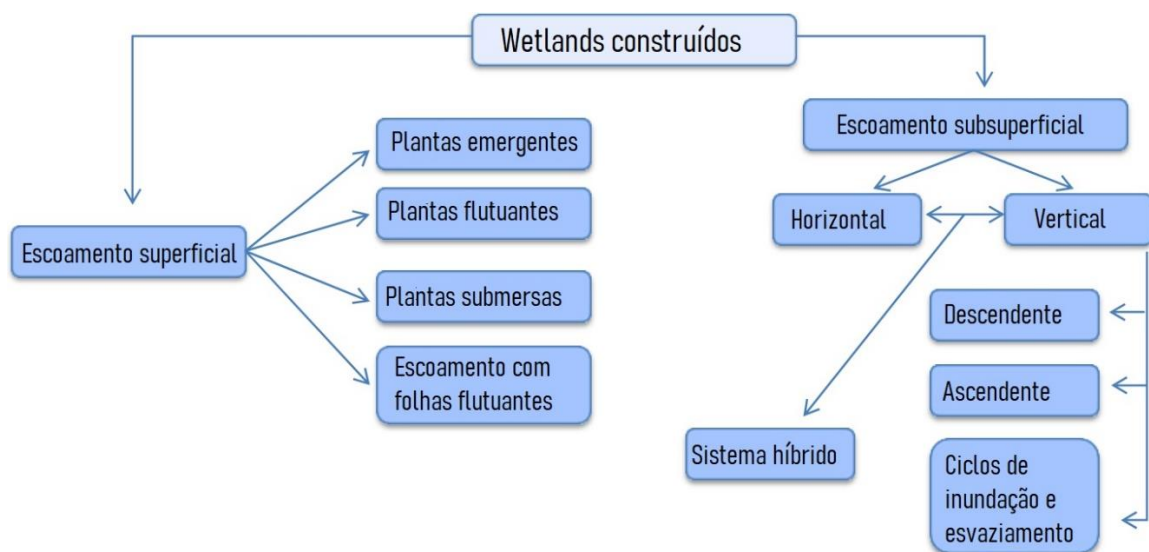 Wetlands construídos
Escoamento superficial
Plantas emergentes
Plantas flutuantes
Plantas submersas
Escoamento com
folhas flutuantes
Escoamento subsuperficial
Horizontal
Vertical
Sistema híbrido
Descendente
Ascendente
Ciclos de
inundação e
esvaziamento